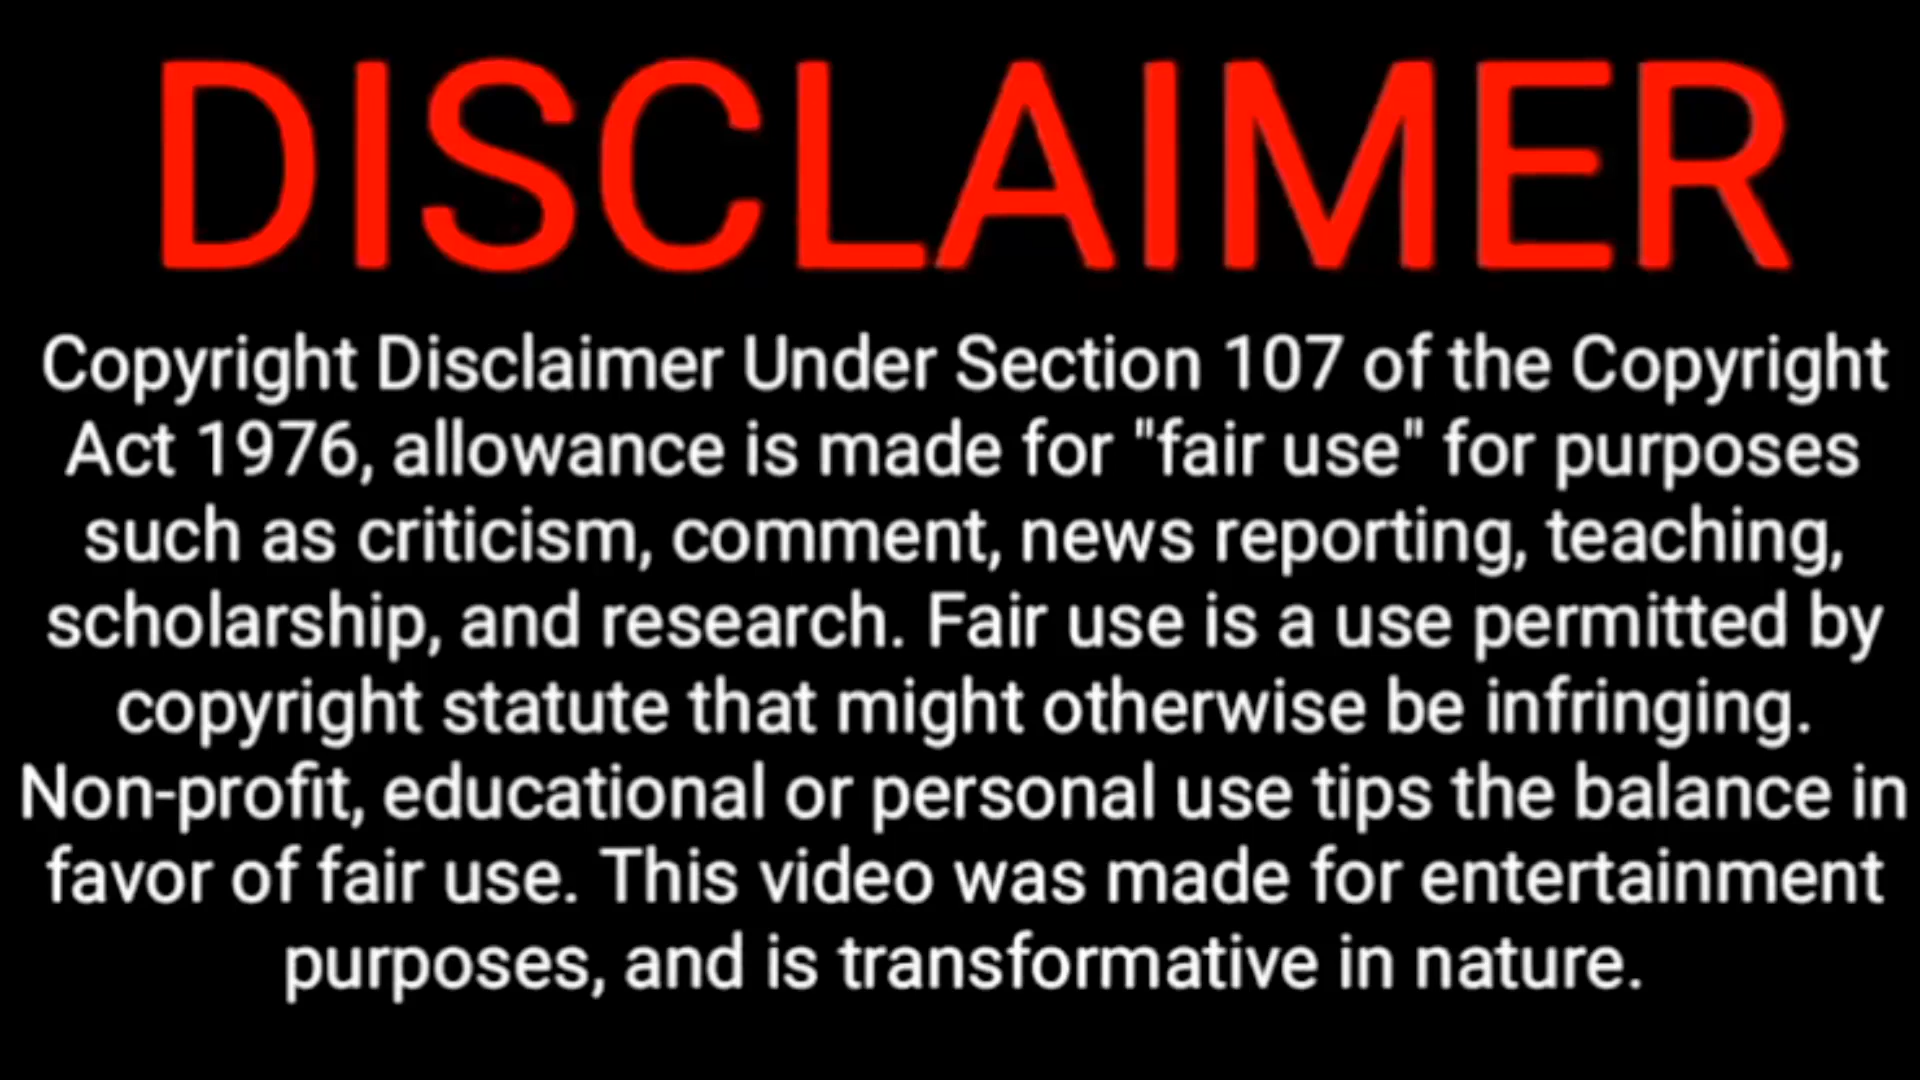 DISCLAIMER
Copyright Disclaimer Under Section 107 of the Copyright
Act 1976, allowance is made for "fair use" for purposes
such as criticism, comment, news reporting, teaching,
scholarship, and research. Fair use is a use permitted by
copyright statute that might otherwise be infringing.
Non-profit, educational or personal use tips the balance in
favor of fair use. This video was made for entertainment
purposes, and is transformative in nature.